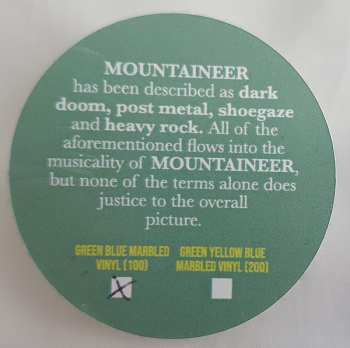 MOUNTAINEER
has been described as dark
doom, post metal, shoegaze
and heavy rock. All of the
aforementioned flows into the
musicality of MOUNTAINEER,
but none of the terms alone does
justice to the overall
picture.
GREEN BLUE MARBLED
VINYL (100)
GREEN YELLOW BLUE
MARBLED VINYL (200)